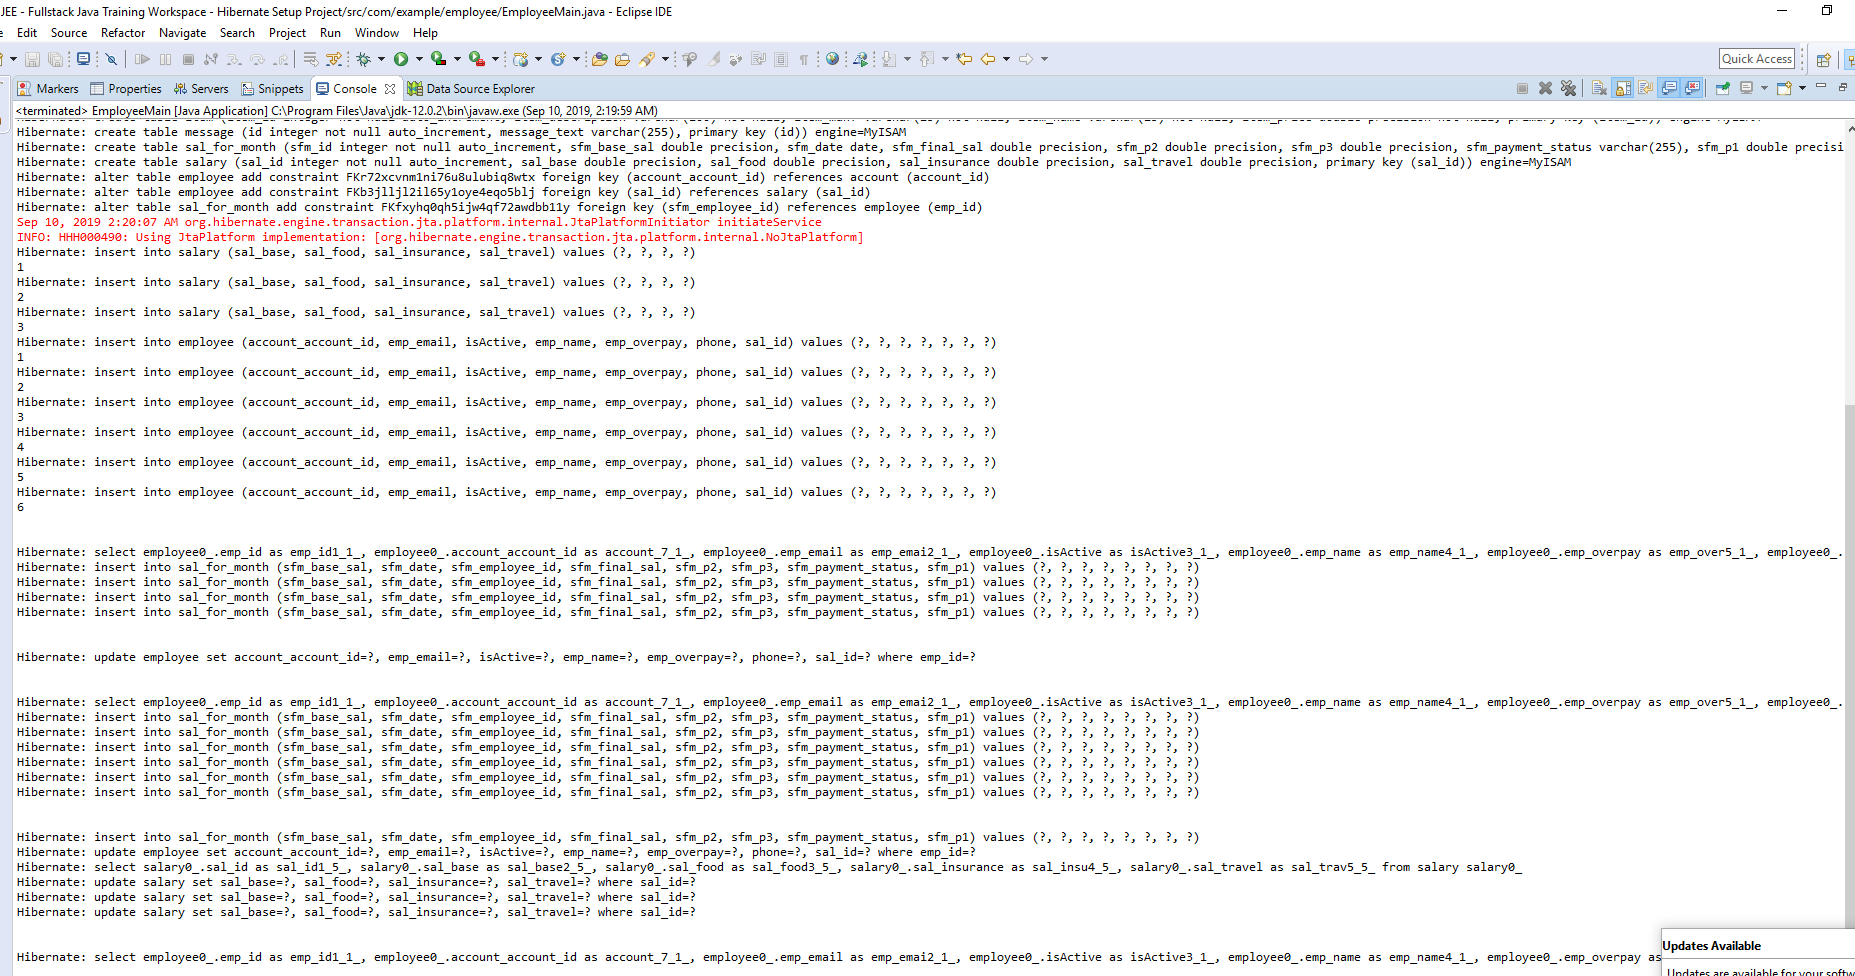 JEE - Fullstack Java Training Workspace - Hibernate Setup Project/src/com/example/employee/EmployeeMain.java - Eclipse IDE
Edit Source Refactor Navigate Search Project Run Window Help
Quick Access
Markers Properties Servers Snippets Console Data Source Explorer
<terminated> EmployeeMain [Java Application] C:\Program Files\Java\jdk-12.0.2\bin\javaw.exe (Sep 10, 2019, 2:19:59 AM)
Hibernate: create table message (id integer not null auto_increment, message_text varchar(255), primary key (id)) engine=MyISAM
Hibernate: create table sal_for_month (sfm_id integer not null auto_increment, sfm_base_sal double precision, sfm_date date, sfm_final_sal double precision, sfm_p2 double precision, sfm_p3 double precision, sfm_payment_status varchar(255), sfm_p1 double precisi
Hibernate: create table salary (sal_id integer not null auto_increment, sal_base double precision, sal_food double precision, sal_insurance double precision, sal_travel double precision, primary key (sal_id)) engine=MyISAM
Hibernate: alter table employee add constraint FKr72xcvnm1ni76u8ulubiq8wtx foreign key (account_account_id) references account (account_id)
Hibernate: alter table employee add constraint FKb3jlljl2il65y1oye4eqo5blj foreign key (sal_id) references salary (sal_id)
Hibernate: alter table sal_for_month add constraint FKfxyhq0qh5ijw4qf72awdbb11y foreign key (sfm_employee_id) references employee (emp_id)
Sep 10, 2019 2:20:07 AM org.hibernate.engine.transaction.jta.platform.internal.JtaPlatformInitiator initiateService
INFO: HHH000490: Using JtaPlatform implementation: [org.hibernate.engine.transaction.jta.platform.internal.NoJtaPlatform]
Hibernate: insert into salary (sal_base, sal_food, sal_insurance, sal_travel) values (?, ?, ?, ?)
1
Hibernate: insert into salary (sal_base, sal_food, sal_insurance, sal_travel) values (?, ?, ?, ?)
2
Hibernate: insert into salary (sal_base, sal_food, sal_insurance, sal_travel) values (?, ?, ?, ?)
3
Hibernate: insert into employee (account_account_id, emp_email, isActive, emp_name, emp_overpay, phone, sal_id) values (?, ?, ?, ?, ?, ?, ?)
1
Hibernate: insert into employee (account_account_id, emp_email, isActive, emp_name, emp_overpay, phone, sal_id) values (?, ?, ?, ?, ?, ?, ?)
2
Hibernate: insert into employee (account_account_id, emp_email, isActive, emp_name, emp_overpay, phone, sal_id) values (?, ?, ?, ?, ?, ?, ?)
3
Hibernate: insert into employee (account_account_id, emp_email, isActive, emp_name, emp_overpay, phone, sal_id) values (?, ?, ?, ?, ?, ?, ?)
4
Hibernate: insert into employee (account_account_id, emp_email, isActive, emp_name, emp_overpay, phone, sal_id) values (?, ?, ?, ?, ?, ?, ?)
5
Hibernate: insert into employee (account_account_id, emp_email, isActive, emp_name, emp_overpay, phone, sal_id) values (?, ?, ?, ?, ?, ?, ?)
6
Hibernate: select employee0_.emp_id as emp_id1_1_, employee0_.account_account_id as account_7_1_, employee0_.emp_email as emp_emai2_1_, employee0_.isActive as isActive3_1_, employee0_.emp_name as emp_name4_1_, employee0_.emp_overpay as emp_over5_1_, employee0_.
Hibernate: insert into sal_for_month (sfm_base_sal, sfm_date, sfm_employee_id, sfm_final_sal, sfm_p2, sfm_p3, sfm_payment_status, sfm_p1) values (?, ?, ?, ?, ?, ?, ?, ?)
Hibernate: insert into sal_for_month (sfm_base_sal, sfm_date, sfm_employee_id, sfm_final_sal, sfm_p2, sfm_p3, sfm_payment_status, sfm_p1) values (?, ?, ?, ?, ?, ?, ?, ?)
Hibernate: insert into sal_for_month (sfm_base_sal, sfm_date, sfm_employee_id, sfm_final_sal, sfm_p2, sfm_p3, sfm_payment_status, sfm_p1) values (?, ?, ?, ?, ?, ?, ?, ?)
Hibernate: insert into sal_for_month (sfm_base_sal, sfm_date, sfm_employee_id, sfm_final_sal, sfm_p2, sfm_p3, sfm_payment_status, sfm_p1) values (?, ?, ?, ?, ?, ?, ?, ?)
Hibernate: update employee set account_account_id=?, emp_email=?, isActive=?, emp_name=?, emp_overpay=?, phone=?, sal_id=? where emp_id=?
Hibernate: select employee0_.emp_id as emp_id1_1_, employee0_.account_account_id as account_7_1_, employee0_.emp_email as emp_emai2_1_, employee0_.isActive as isActive3_1_, employee0_.emp_name as emp_name4_1_, employee0_.emp_overpay as emp_over5_1_, employee0_.
Hibernate: insert into sal_for_month (sfm_base_sal, sfm_date, sfm_employee_id, sfm_final_sal, sfm_p2, sfm_p3, sfm_payment_status, sfm_p1) values (?, ?, ?, ?, ?, ?, ?, ?)
Hibernate: insert into sal_for_month (sfm_base_sal, sfm_date, sfm_employee_id, sfm_final_sal, sfm_p2, sfm_p3, sfm_payment_status, sfm_p1) values (?, ?, ?, ?, ?, ?, ?, ?)
Hibernate: insert into sal_for_month (sfm_base_sal, sfm_date, sfm_employee_id, sfm_final_sal, sfm_p2, sfm_p3, sfm_payment_status, sfm_p1) values (?, ?, ?, ?, ?, ?, ?, ?)
Hibernate: insert into sal_for_month (sfm_base_sal, sfm_date, sfm_employee_id, sfm_final_sal, sfm_p2, sfm_p3, sfm_payment_status, sfm_p1) values (?, ?, ?, ?, ?, ?, ?, ?)
Hibernate: insert into sal_for_month (sfm_base_sal, sfm_date, sfm_employee_id, sfm_final_sal, sfm_p2, sfm_p3, sfm_payment_status, sfm_p1) values (?, ?, ?, ?, ?, ?, ?, ?)
Hibernate: insert into sal_for_month (sfm_base_sal, sfm_date, sfm_employee_id, sfm_final_sal, sfm_p2, sfm_p3, sfm_payment_status, sfm_p1) values (?, ?, ?, ?, ?, ?, ?, ?)
Hibernate: insert into sal_for_month (sfm_base_sal, sfm_date, sfm_employee_id, sfm_final_sal, sfm_p2, sfm_p3, sfm_payment_status, sfm_p1) values (?, ?, ?, ?, ?, ?, ?, ?)
Hibernate: update employee set account_account_id=?, emp_email=?, isActive=?, emp_name=?, emp_overpay=?, phone=?, sal_id=? where emp_id=?
Hibernate: select salary0_.sal_id as sal_id1_5_, salary0_.sal_base as sal_base2_5_, salary0_.sal_food as sal_food3_5_, salary0_.sal_insurance as sal_insu4_5_, salary0_.sal_travel as sal_trav5_5_ from salary salary0_
Hibernate: update salary set sal_base=?, sal_food=?, sal_insurance=?, sal_travel=? where sal_id=?
Hibernate: update salary set sal_base=?, sal_food=?, sal_insurance=?, sal_travel=? where sal_id=?
Hibernate: update salary set sal_base=?, sal_food=?, sal_insurance=?, sal_travel=? where sal_id=?
Hibernate: select employee0_.emp_id as emp_id1_1_, employee0_.account_account_id as account_7_1_, employee0_.emp_email as emp_emai2_1_, employee0_.isActive as isActive3_1_, employee0_.emp_name as emp_name4_1_, employee0_.emp_overpay as
Updates Available
Updates are available for your softw